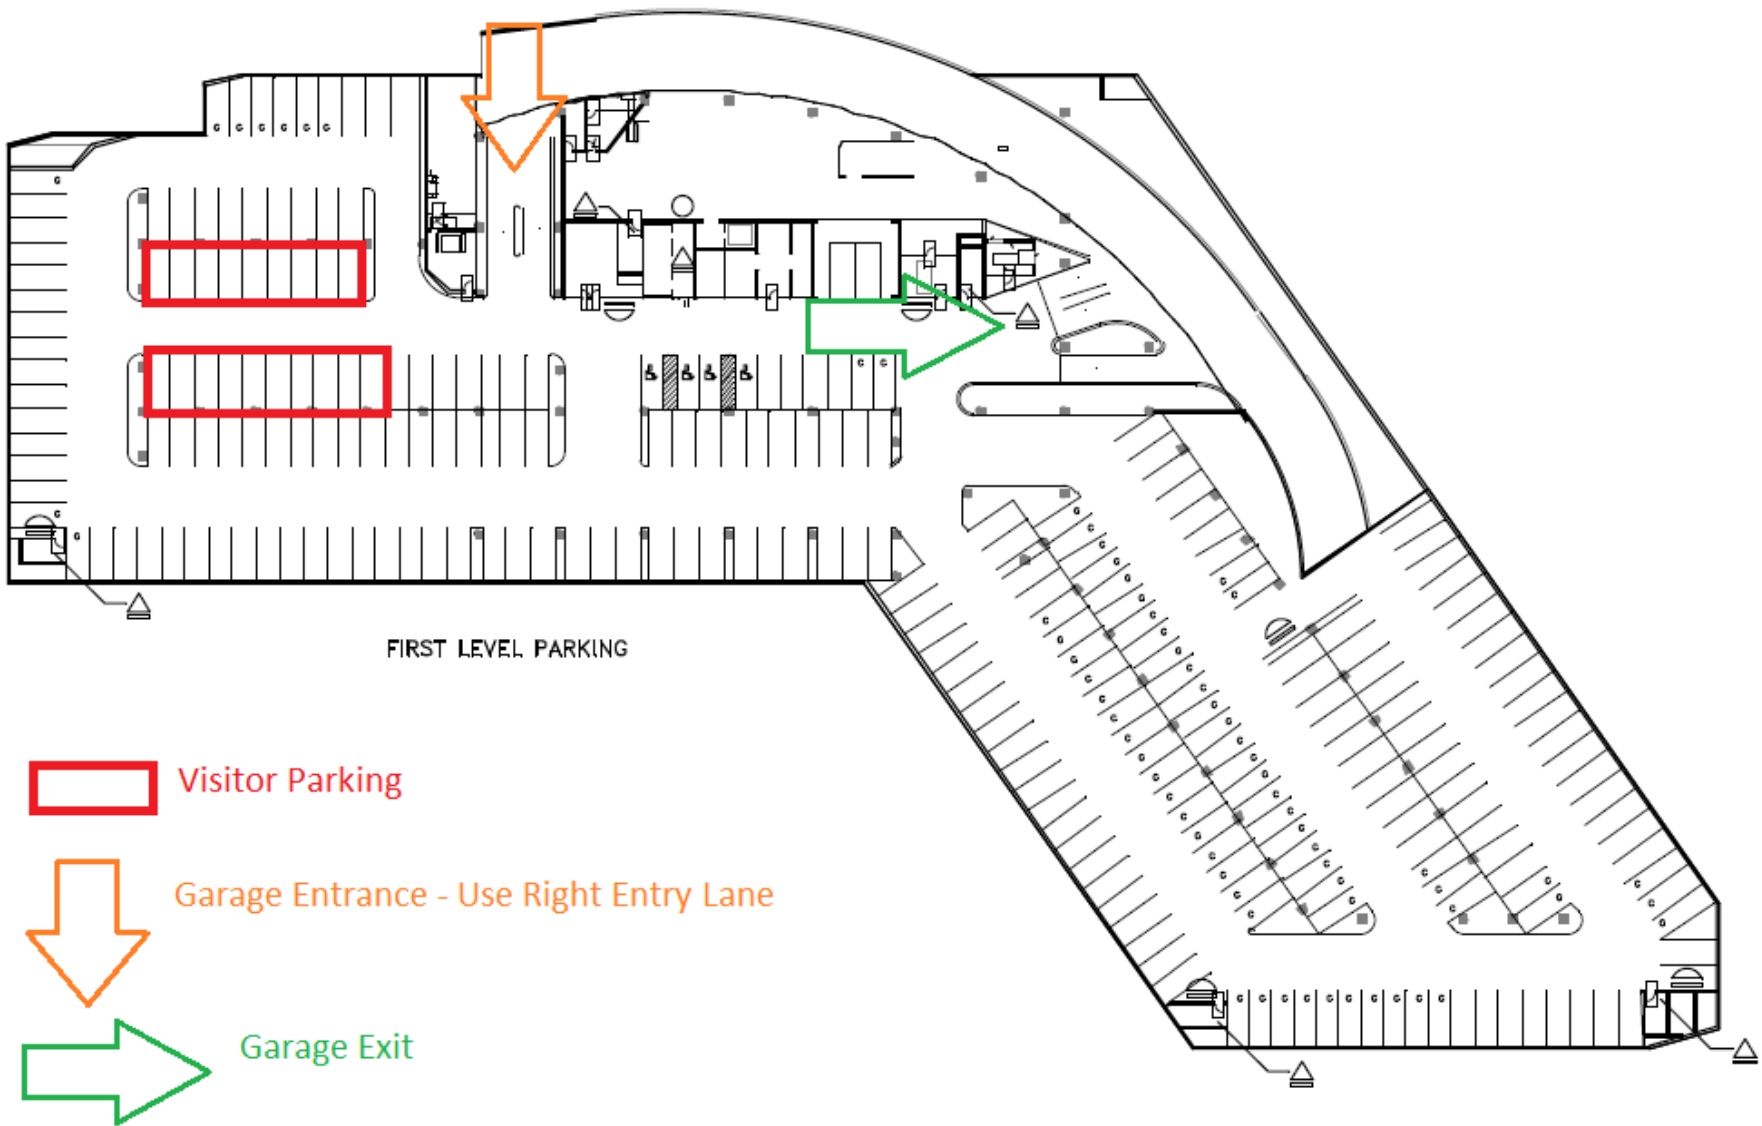 FIRST LEVEL PARKING
Visitor Parking
Garage Entrance - Use Right Entry Lane
Garage Exit